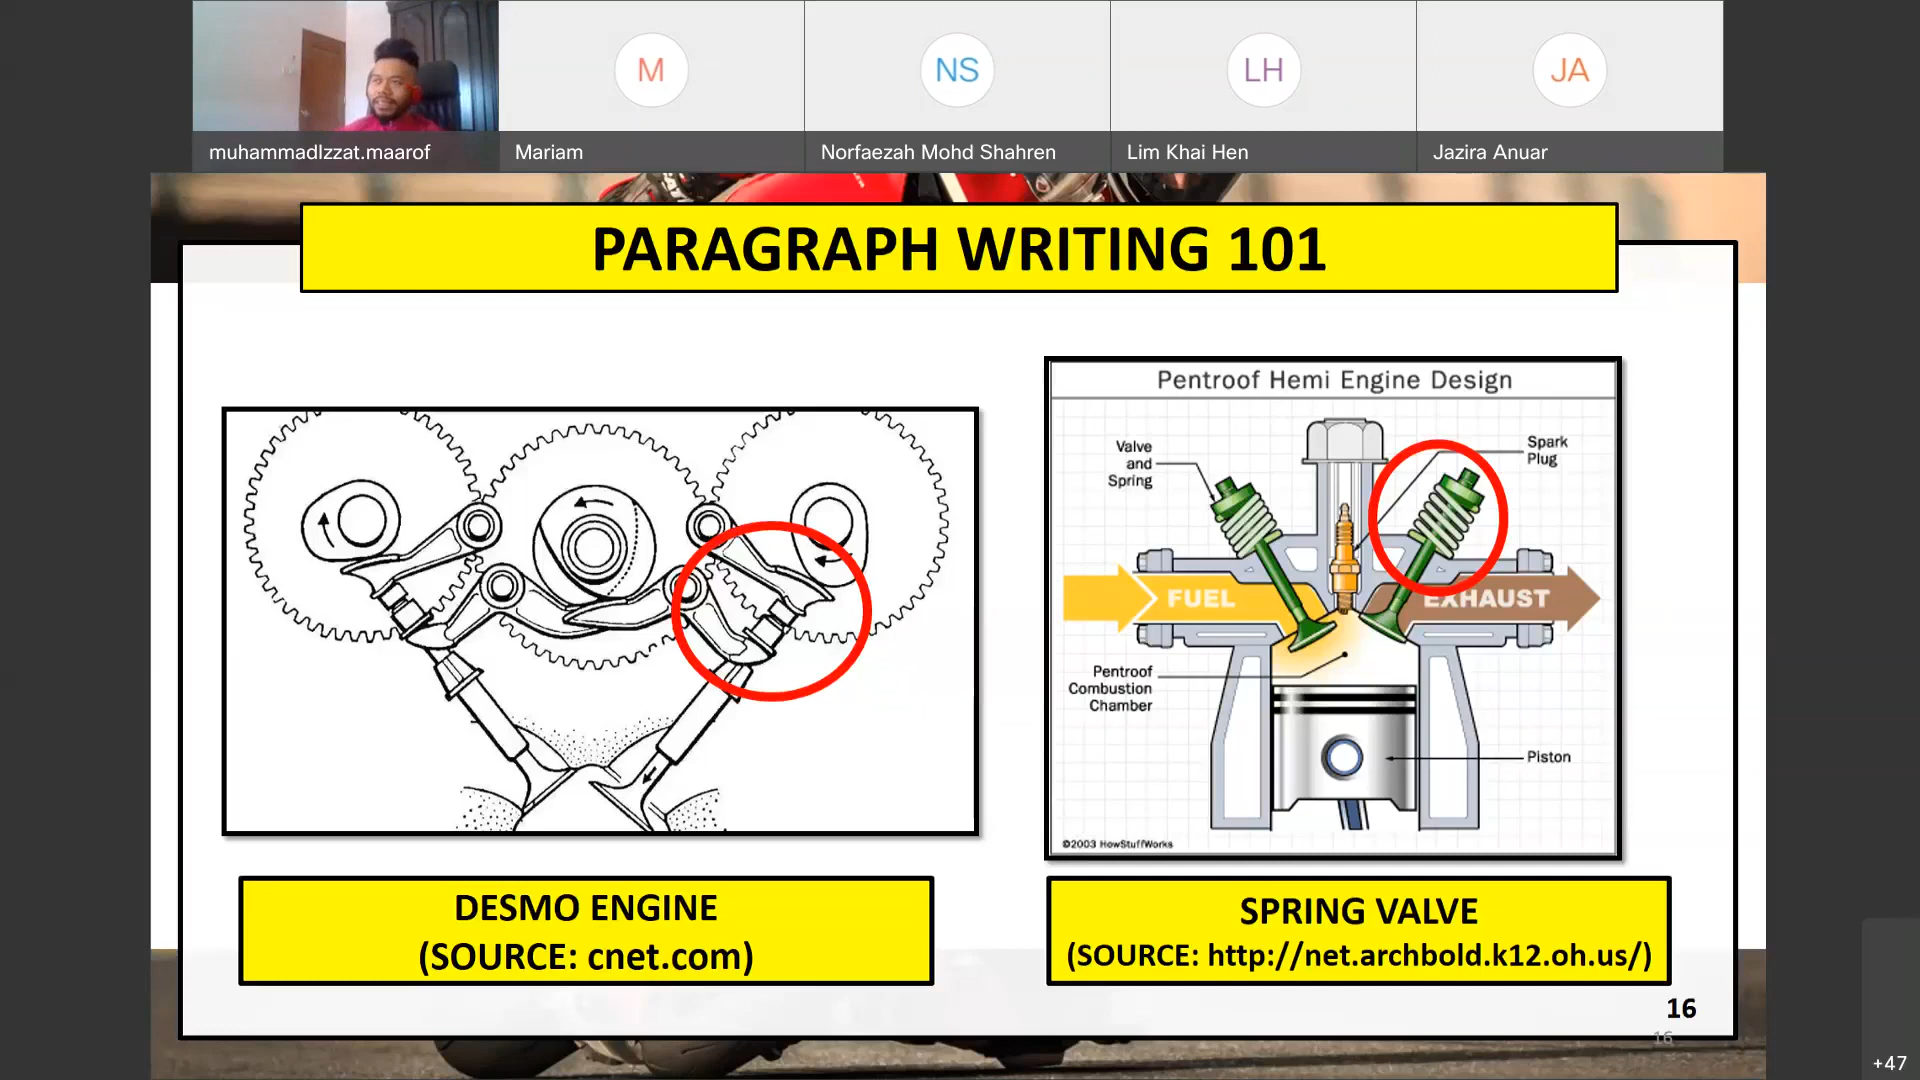 M
NS
LH
JA
muhammadIzzat.maarof
Mariam
Norfaezah Mohd Shahren
Lim Khai Hen
Jazira Anuar
PARAGRAPH WRITING 101
Pentroof Hemi Engine Design
Valve
and
Spring
Spark
Plug
FUEL
EXHAUST
Pentroof
Combustion
Chamber
Piston
©2003 HowStuffWorks
DESMO ENGINE
(SOURCE: cnet.com)
SPRING VALVE
(SOURCE: http://net.archbold.k12.oh.us/)
16
16
+47